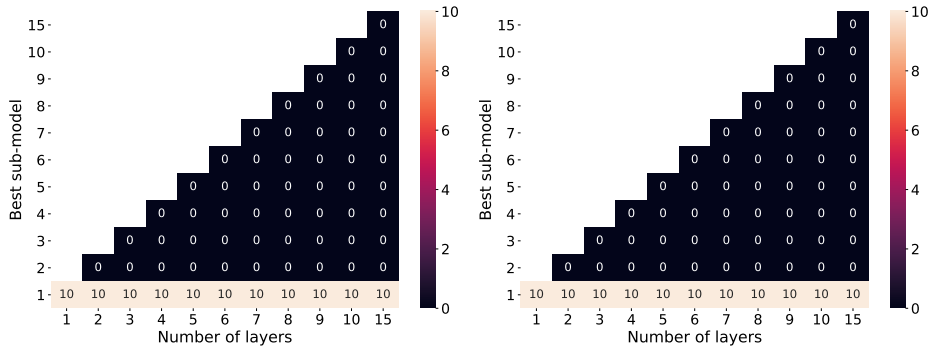 15 0 10
10 0 0
9 0 0 0 8
8 0 0 0 0
7 0 0 0 0 0 6
6 0 0 0 0 0 0
5 0 0 0 0 0 0 0
4 0 0 0 0 0 0 0 0 4
3 0 0 0 0 0 0 0 0 0
2 0 0 0 0 0 0 0 0 0 0 2
1 10 10 10 10 10 10 10 10 10 10 10 0
1 2 3 4 5 6 7 8 9 10 15
Number of layers
Best sub-model
15 0 10
10 0 0
9 0 0 0 8
8 0 0 0 0
7 0 0 0 0 0 6
6 0 0 0 0 0 0
5 0 0 0 0 0 0 0
4 0 0 0 0 0 0 0 0 4
3 0 0 0 0 0 0 0 0 0
2 0 0 0 0 0 0 0 0 0 0 2
1 10 10 10 10 10 10 10 10 10 10 10 0
1 2 3 4 5 6 7 8 9 10 15
Number of layers
Best sub-model